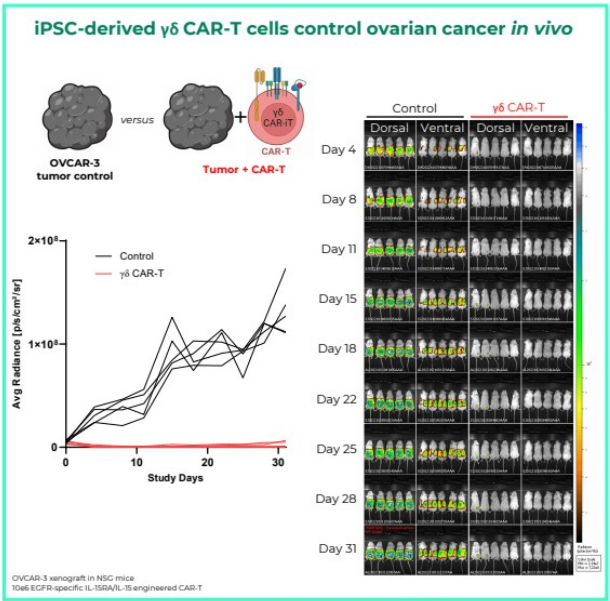 iPSC-derived γδ CAR-T cells control ovarian cancer in vivo
versus
+
γδ
CAR-iT
CAR-T
OVCAR-3
tumor control
Tumor + CAR-T
Control
γδ CAR-T
Dorsal
Ventral
Dorsal
Ventral
Day 4
Day 8
Day 11
Day 15
Day 18
Day 22
Day 25
Day 28
Day 31
Avg Radiance [p/s/cm²/sr]
2×10⁸
1×10⁸
0
Control
γδ CAR-T
0
10
20
30
Study Days
OVCAR-3 xenograft in NSG mice
10e6 EGFR-specific IL-15RA/IL-15 engineered CAR-T